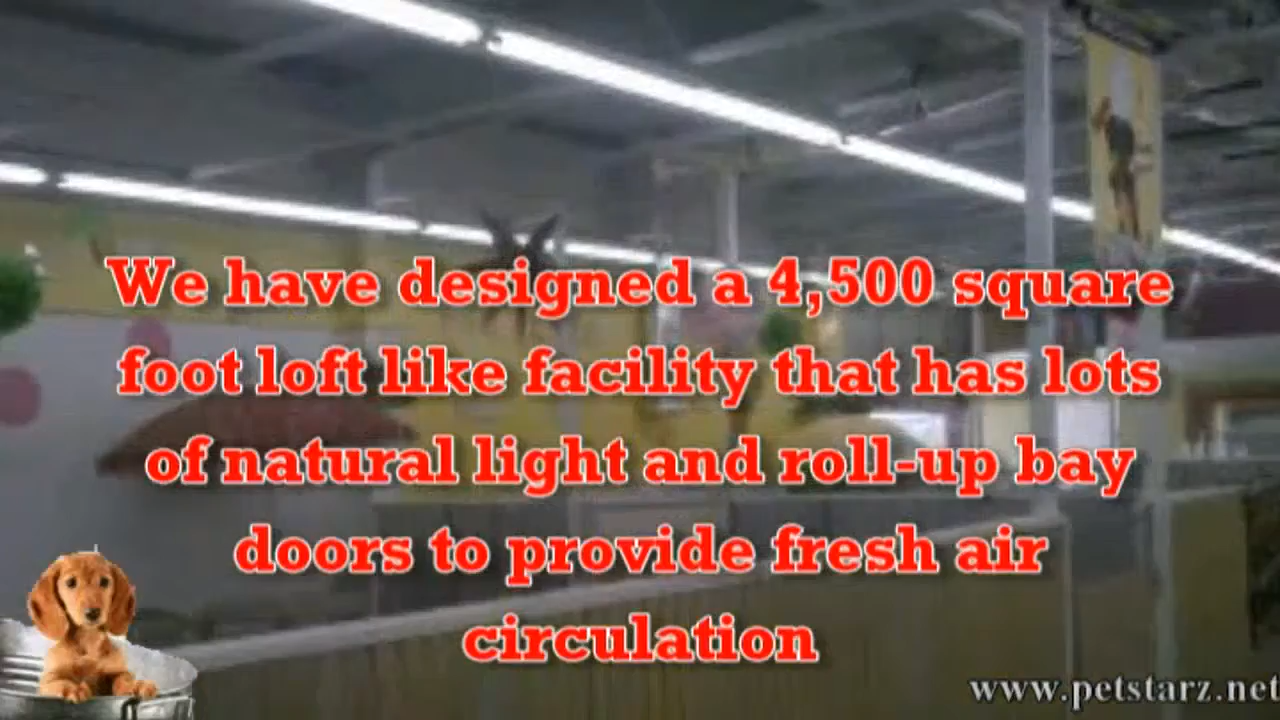 We have designed a 4,500 square
foot loft like facility that has lots
of natural light and roll-up bay
doors to provide fresh air
circulation
www.petstarz.net